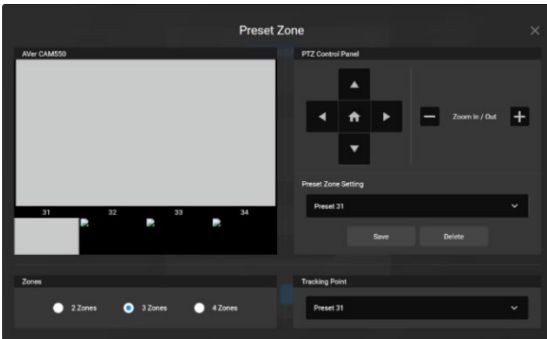 Preset Zone
AVer CAM550
31 32 33 34
PTZ Control Panel
Zoom In / Out
Preset Zone Setting
Preset 31
Save Delete
Zones
2 Zones 3 Zones 4 Zones
Tracking Point
Preset 31